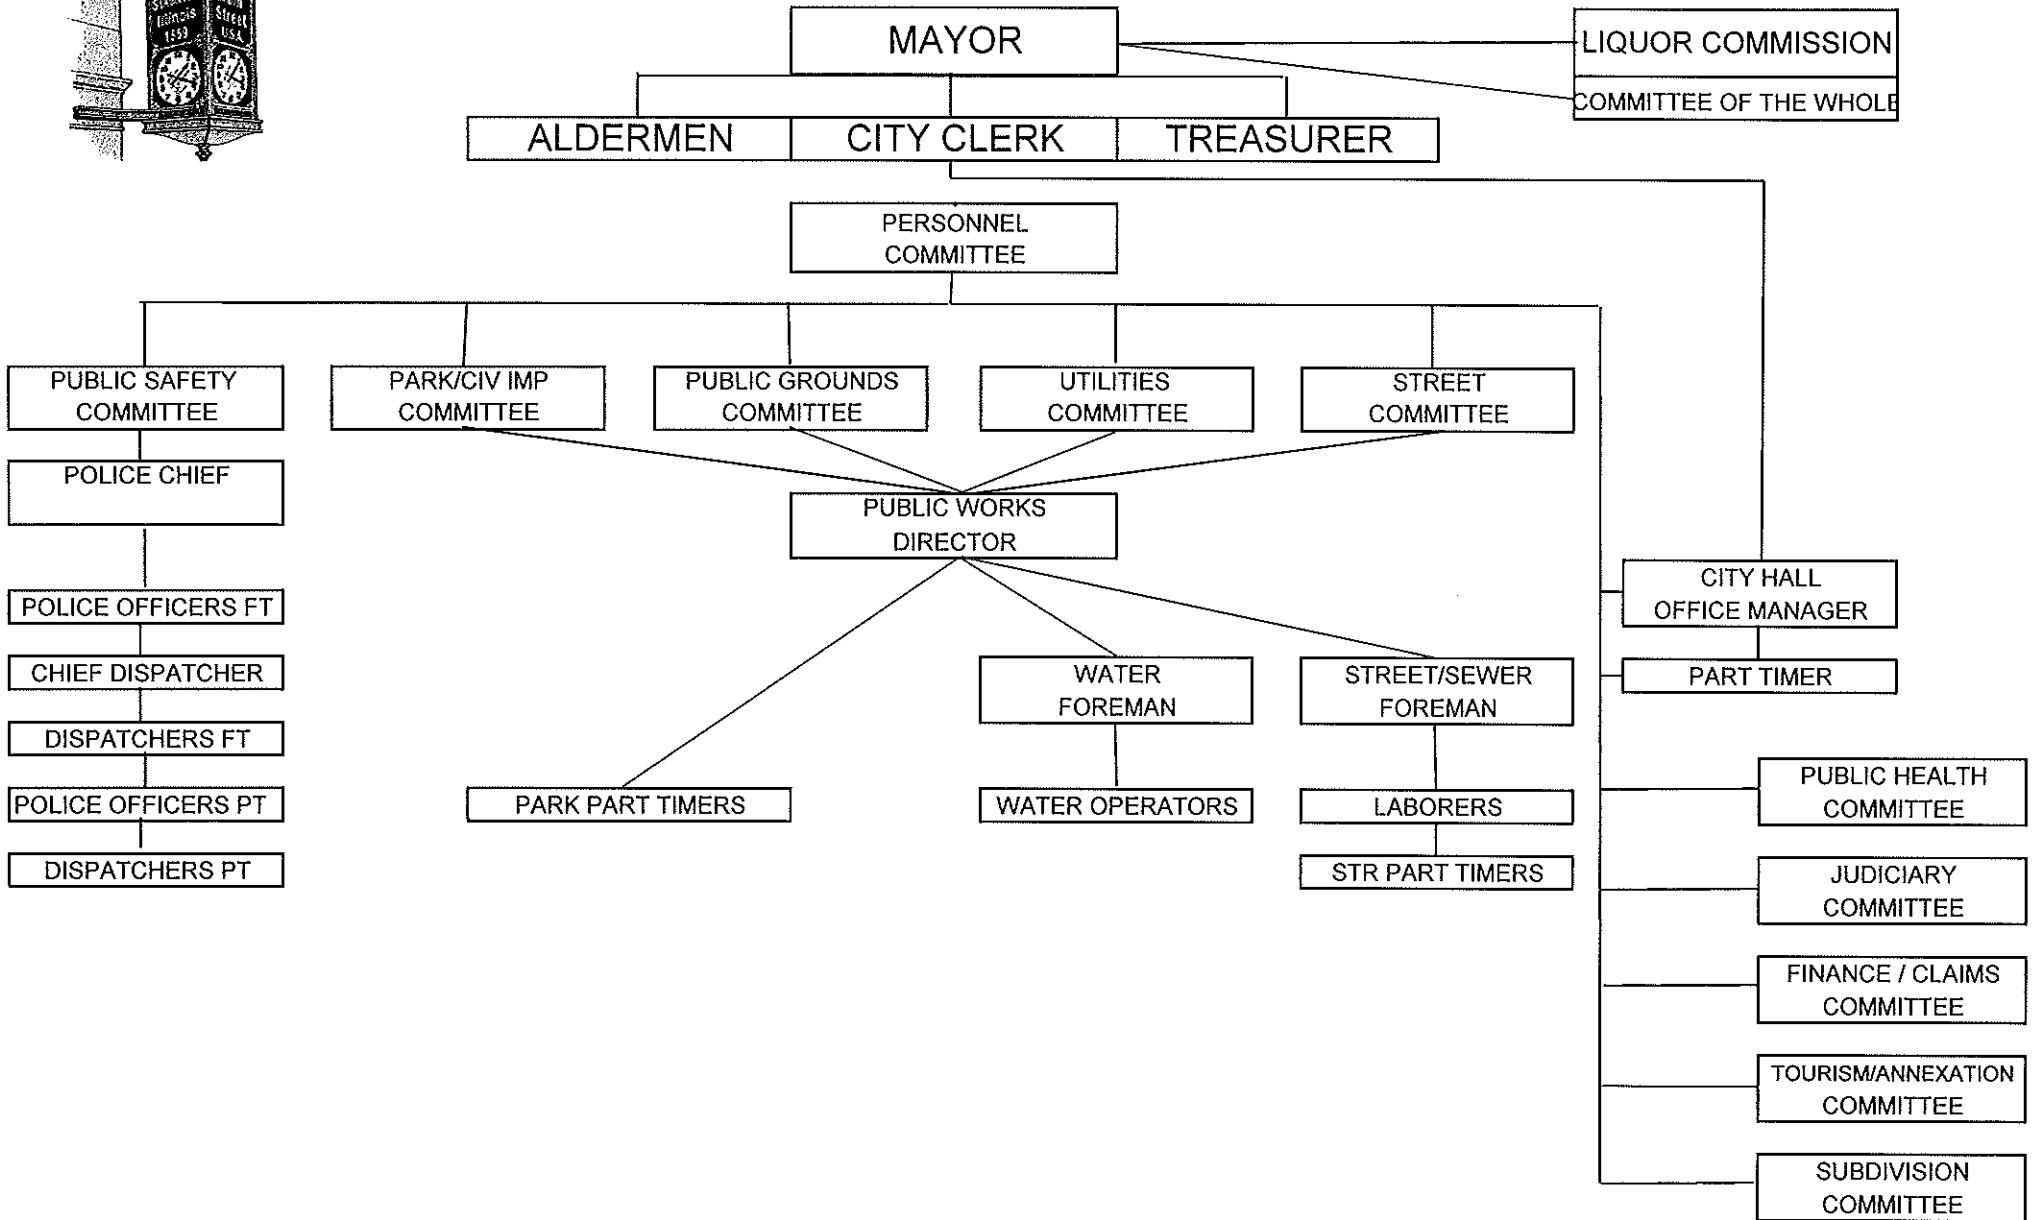 Illinois
1859
Street
USA
MAYOR
LIQUOR COMMISSION
COMMITTEE OF THE WHOLE
ALDERMEN
CITY CLERK
TREASURER
PERSONNEL
COMMITTEE
PUBLIC SAFETY
COMMITTEE
PARK/CIV IMP
COMMITTEE
PUBLIC GROUNDS
COMMITTEE
UTILITIES
COMMITTEE
STREET
COMMITTEE
POLICE CHIEF
PUBLIC WORKS
DIRECTOR
CITY HALL
OFFICE MANAGER
PART TIMER
POLICE OFFICERS FT
CHIEF DISPATCHER
DISPATCHERS FT
POLICE OFFICERS PT
DISPATCHERS PT
WATER
FOREMAN
STREET/SEWER
FOREMAN
PARK PART TIMERS
WATER OPERATORS
LABORERS
STR PART TIMERS
PUBLIC HEALTH
COMMITTEE
JUDICIARY
COMMITTEE
FINANCE / CLAIMS
COMMITTEE
TOURISM/ANNEXATION
COMMITTEE
SUBDIVISION
COMMITTEE